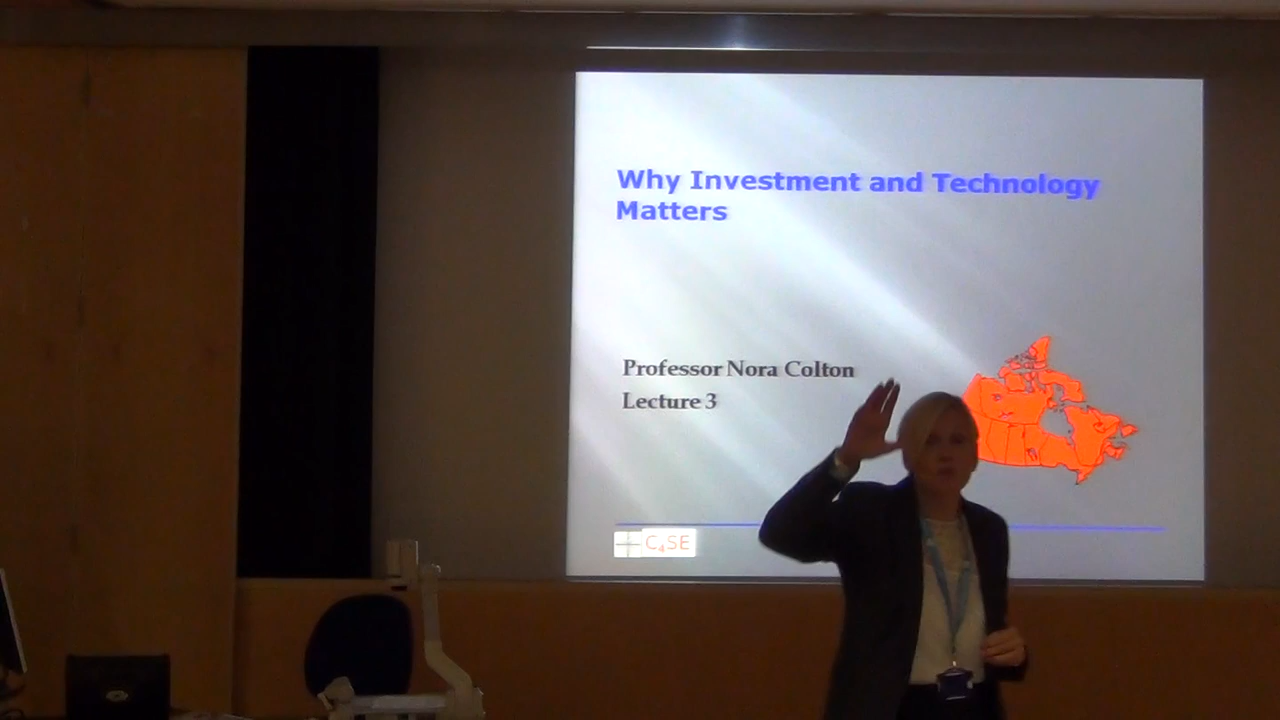 Why Investment and Technology
Matters
Professor Nora Colton
Lecture 3
C4SE